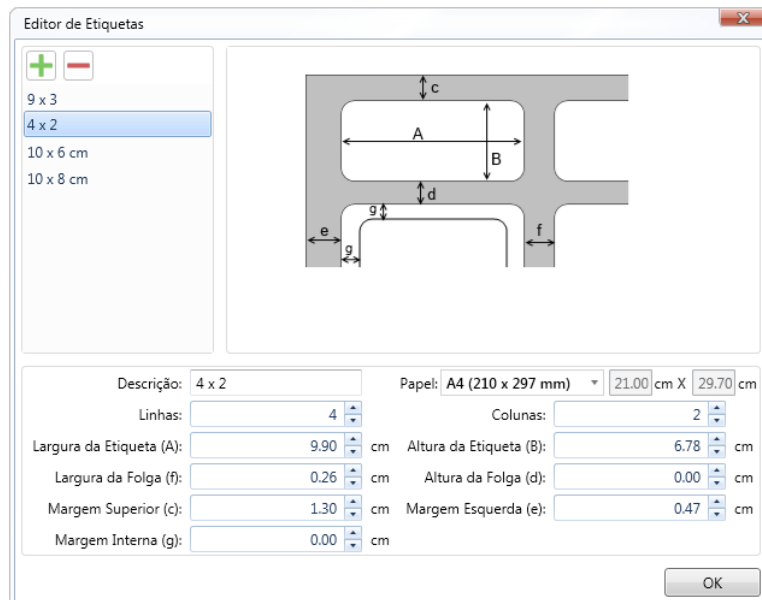 Editor de Etiquetas
9 x 3
4 x 2
10 x 6 cm
10 x 8 cm
c
A
B
d
g
e
f
g
Descrição: 4 x 2 Papel: A4 (210 x 297 mm) 21.00 cm X 29.70 cm
Linhas: 4 Colunas: 2
Largura da Etiqueta (A): 9.90 cm Altura da Etiqueta (B): 6.78 cm
Largura da Folga (f): 0.26 cm Altura da Folga (d): 0.00 cm
Margem Superior (c): 1.30 cm Margem Esquerda (e): 0.47 cm
Margem Interna (g): 0.00 cm
OK